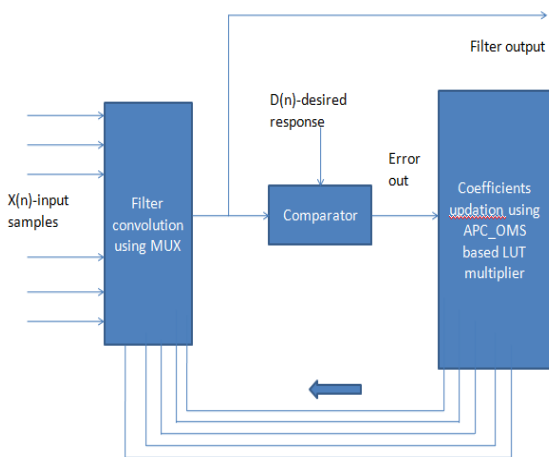 Filter output
D(n)-desired
response
Error
out
X(n)-input
samples
Filter
convolution
using MUX
Comparator
Coefficients
updation using
APC_OMS
based LUT
multiplier